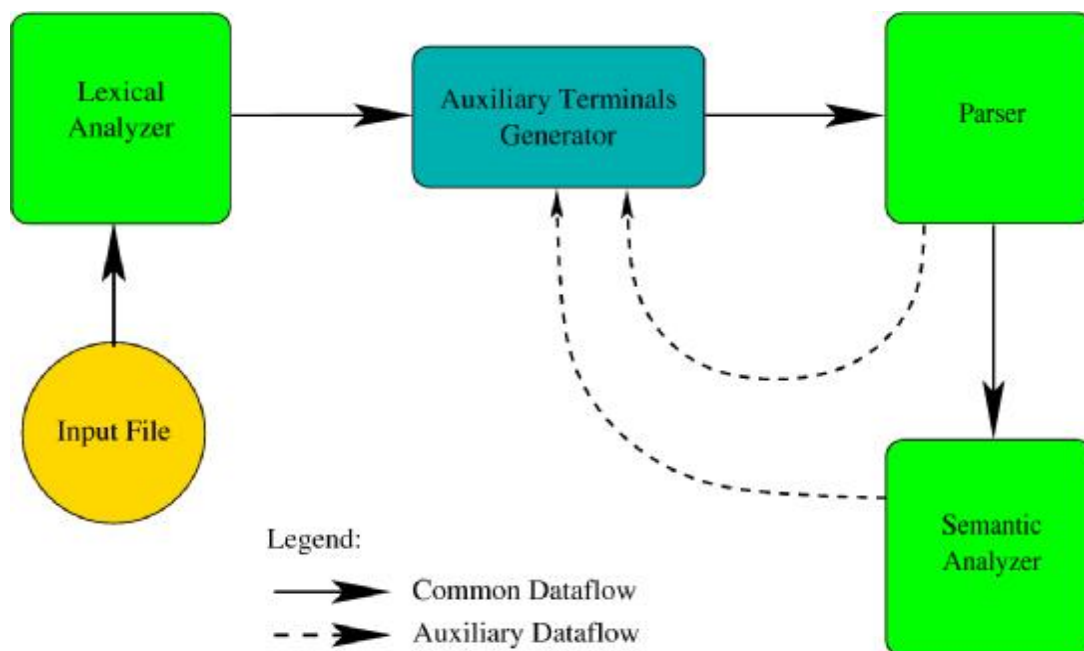 Lexical
Analyzer
Auxiliary Terminals
Generator
Parser
Input File
Semantic
Analyzer
Legend:
Common Dataflow
Auxiliary Dataflow